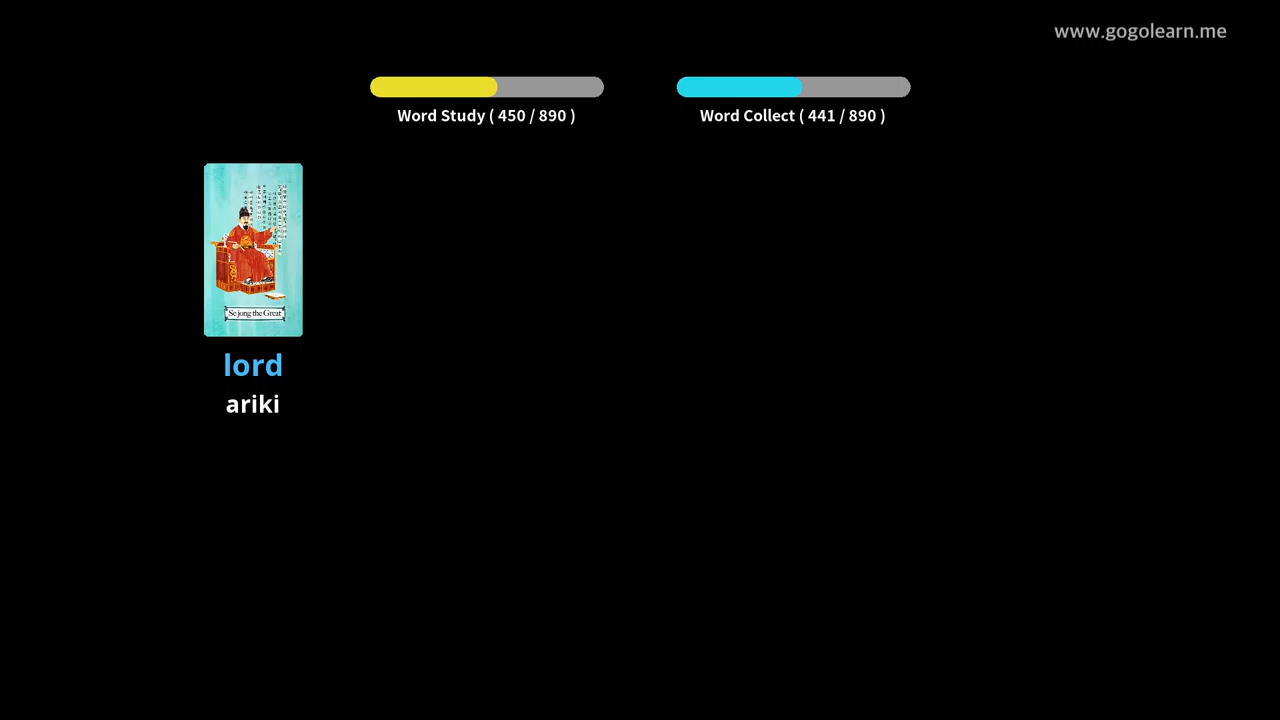 www.gogolearn.me
Word Study ( 450 / 890 )
Word Collect ( 441 / 890 )
Sejong the Great
lord
ariki